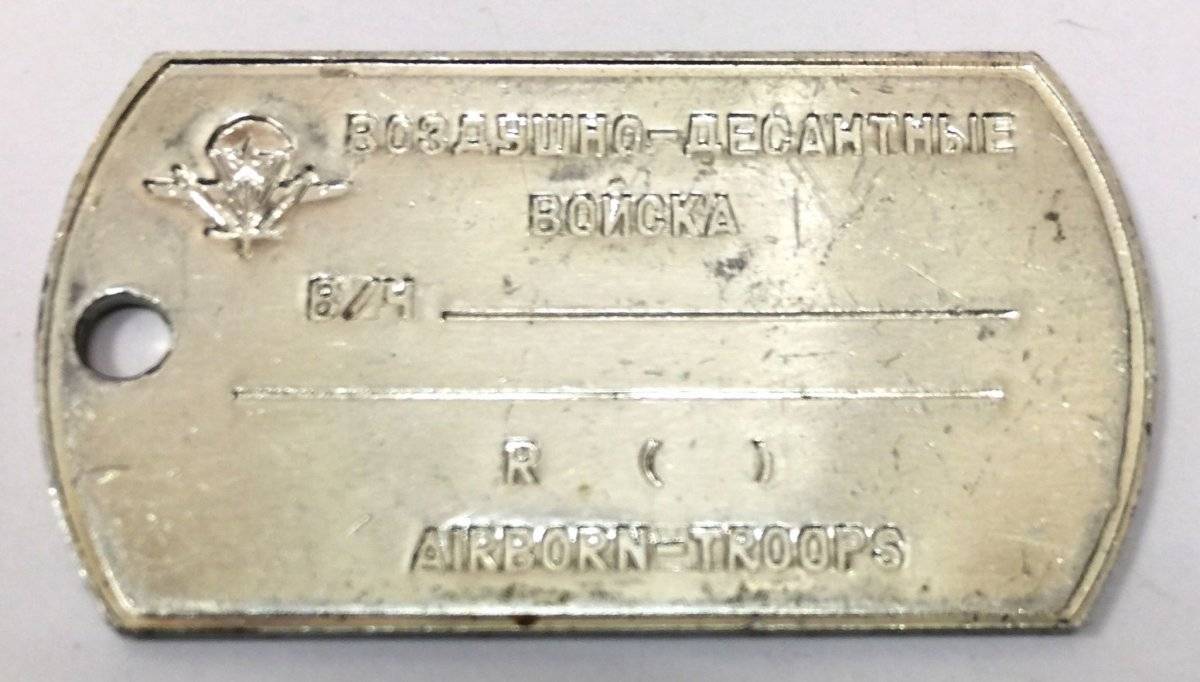 ВОЗДУШНО-ДЕСАНТНЫЕ
ВОЙСКА
В/Ч
R ( )
AIRBORN-TROOPS